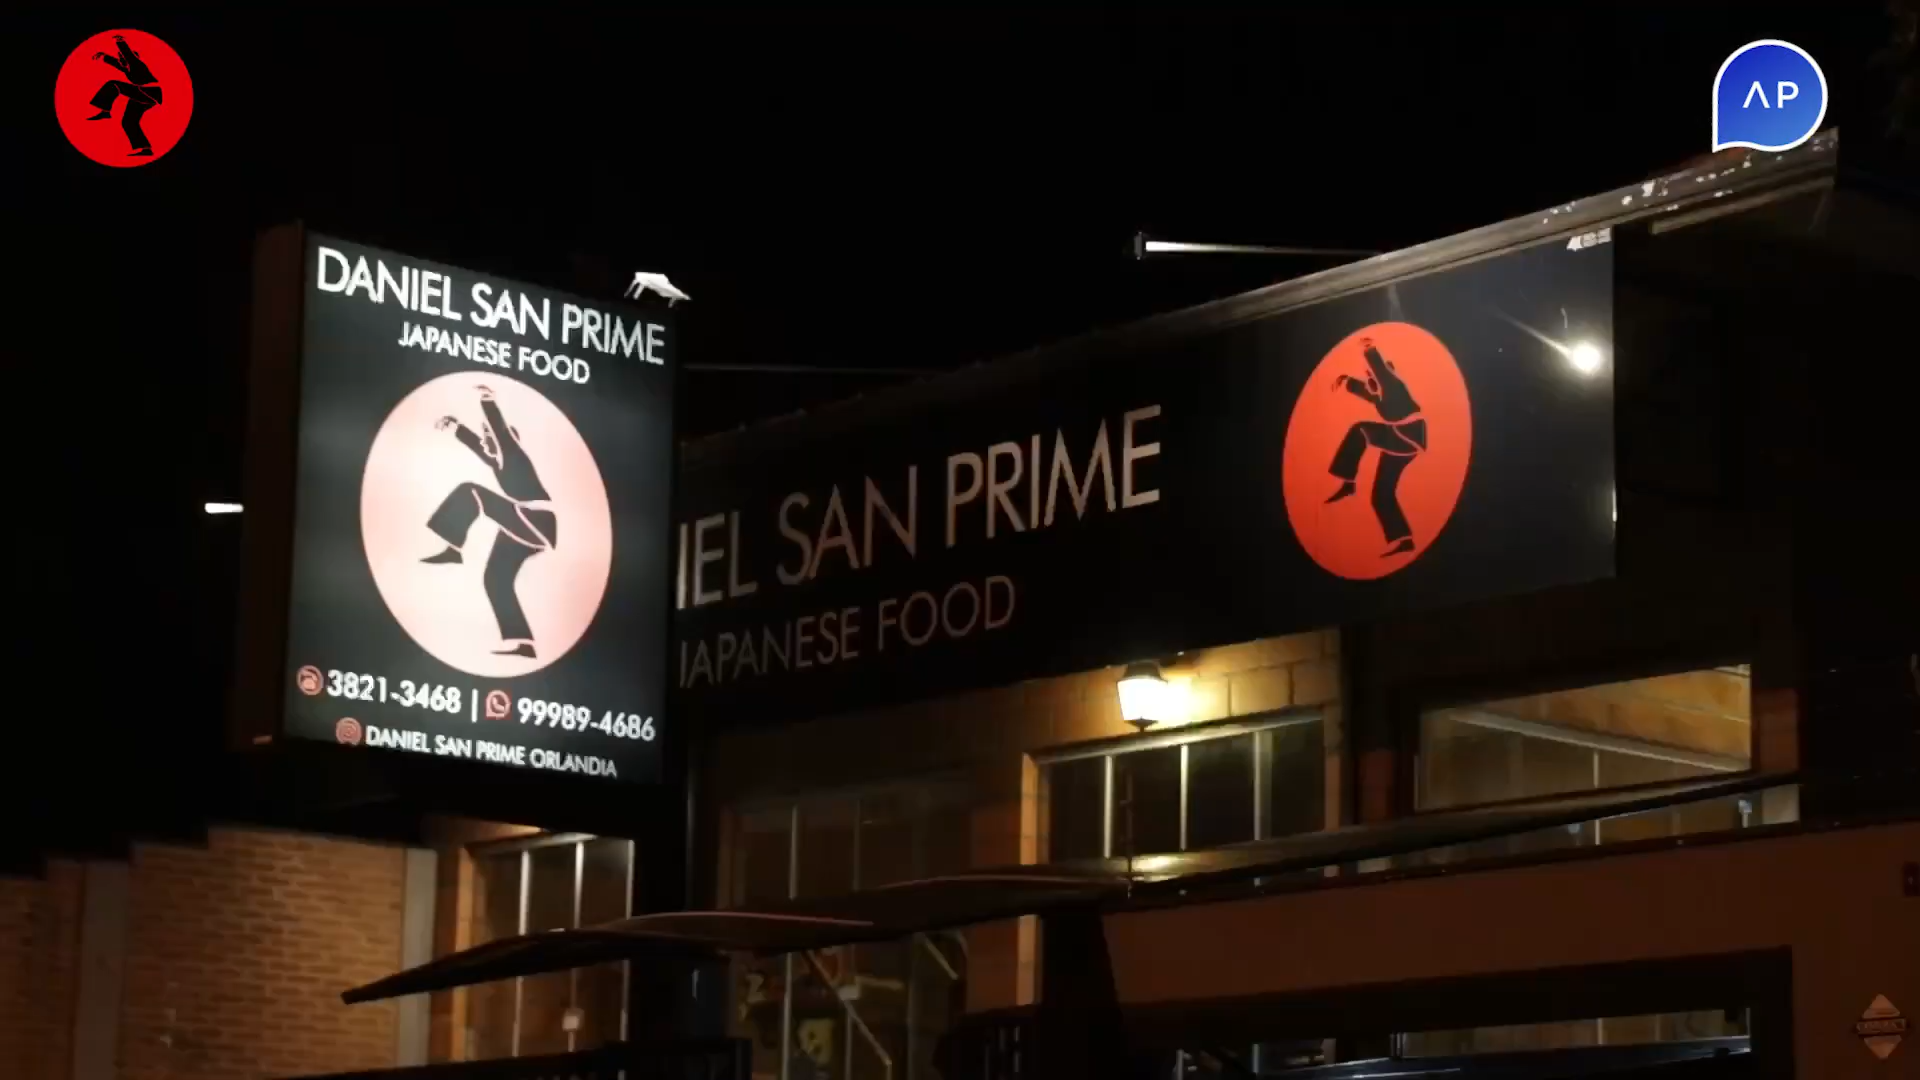 AP
DANIEL SAN PRIME
JAPANESE FOOD
3821-3468 | 99989-4686
DANIEL SAN PRIME ORLANDIA
IEL SAN PRIME
JAPANESE FOOD